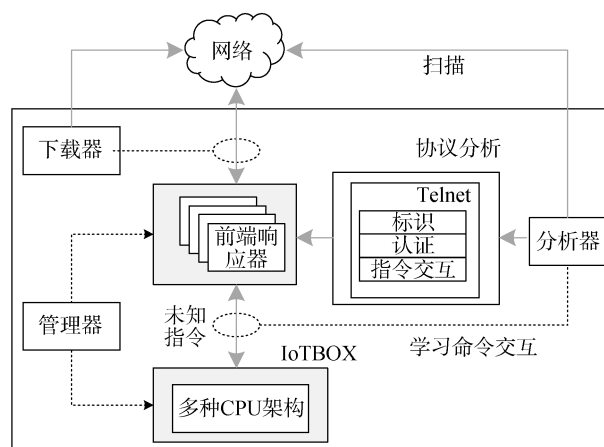 网络
扫描
下载器
协议分析
Telnet
标识
认证
指令交互
前端响
应器
分析器
管理器
未知
指令
学习命令交互
IoTBOX
多种CPU架构